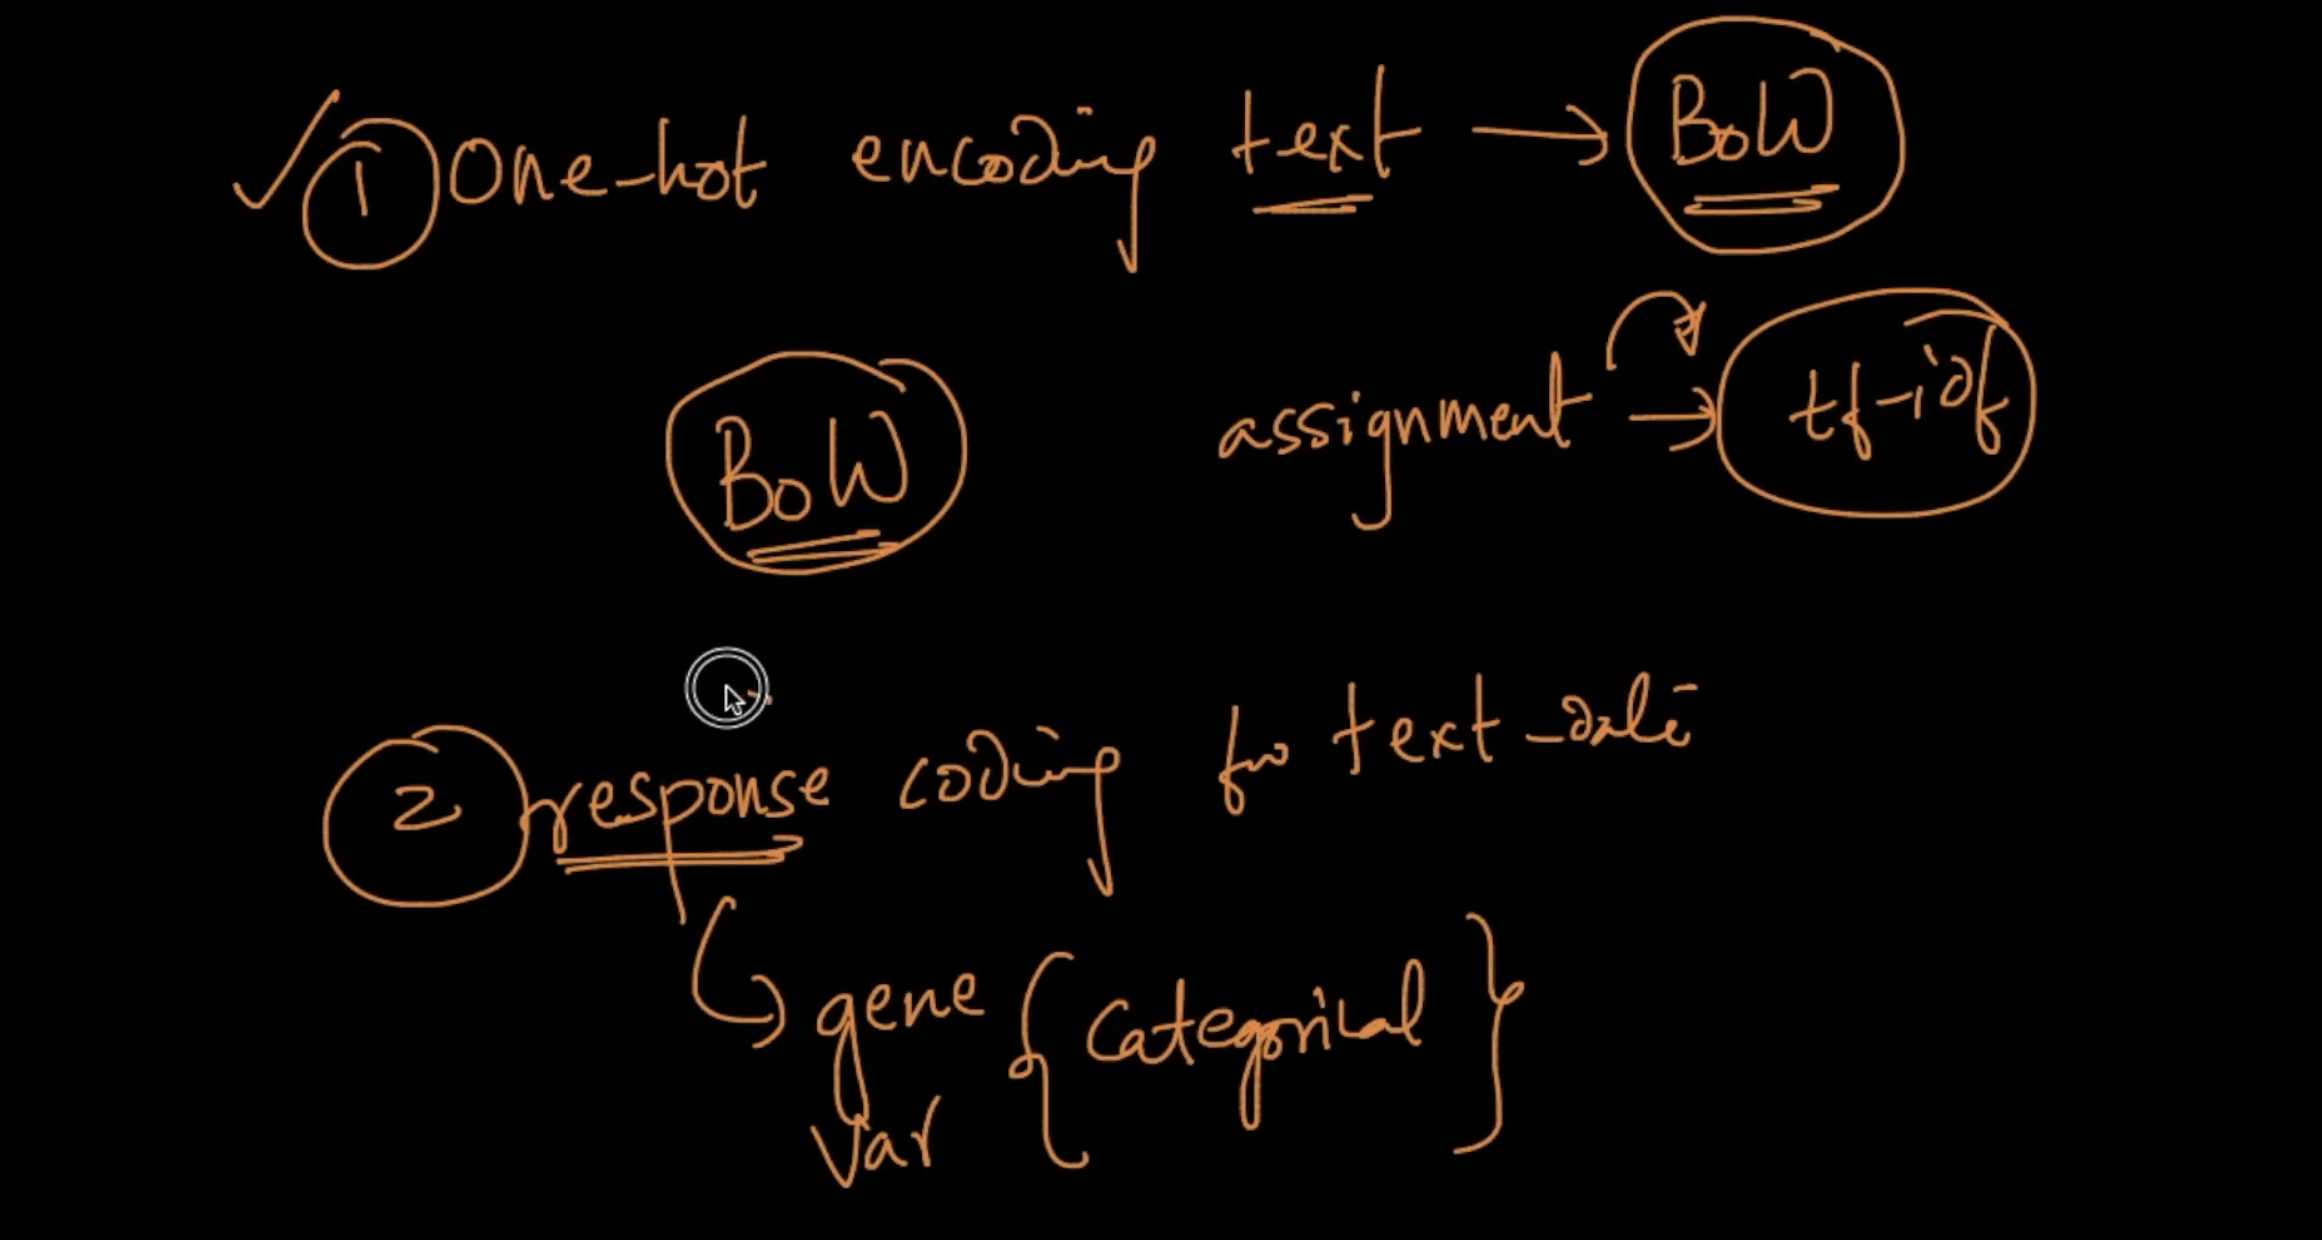 1 One-hot encoding text → BoW
assignment → tf-idf
BoW
2 response coding for text-data
gene { Categorical }
var